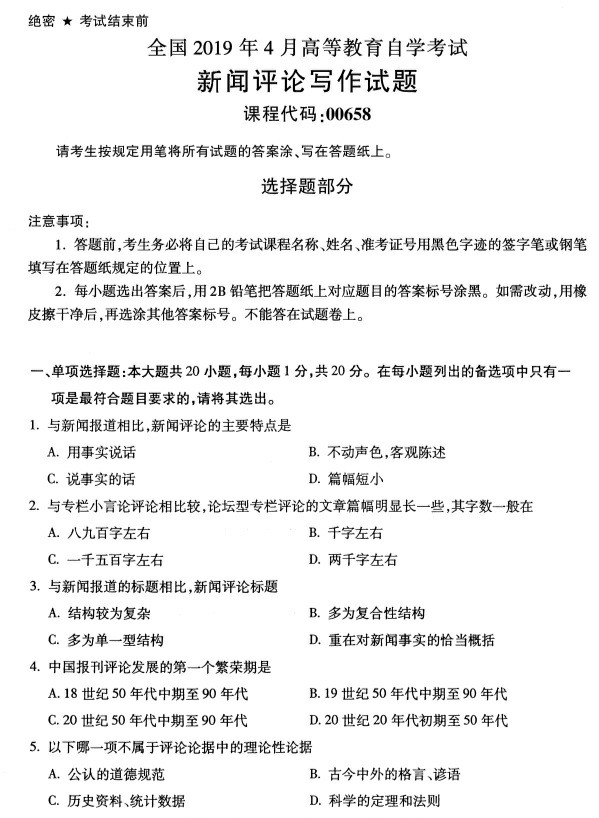 绝密 ★ 考试结束前
全国 2019 年 4 月高等教育自学考试
新闻评论写作试题
课程代码:00658
请考生按规定用笔将所有试题的答案涂、写在答题纸上。
选择题部分
注意事项:
1. 答题前,考生务必将自己的考试课程名称、姓名、准考证号用黑色字迹的签字笔或钢笔
填写在答题纸规定的位置上。
2. 每小题选出答案后,用 2B 铅笔把答题纸上对应题目的答案标号涂黑。如需改动,用橡
皮擦干净后,再选涂其他答案标号。不能答在试题卷上。
一、单项选择题:本大题共 20 小题,每小题 1 分,共 20 分。在每小题列出的备选项中只有一
项是最符合题目要求的,请将其选出。
1. 与新闻报道相比,新闻评论的主要特点是
A. 用事实说话 B. 不动声色,客观陈述
C. 说事实的话 D. 篇幅短小
2. 与专栏小言论评论相比较,论坛型专栏评论的文章篇幅明显长一些,其字数一般在
A. 八九百字左右 B. 千字左右
C. 一千五百字左右 D. 两千字左右
3. 与新闻报道的标题相比,新闻评论标题
A. 结构较为复杂 B. 多为复合性结构
C. 多为单一型结构 D. 重在对新闻事实的恰当概括
4. 中国报刊评论发展的第一个繁荣期是
A. 18 世纪 50 年代中期至 90 年代 B. 19 世纪 50 年代中期至 90 年代
C. 20 世纪 50 年代中期至 90 年代 D. 20 世纪 20 年代初期至 50 年代
5. 以下哪一项不属于评论论据中的理论性论据
A. 公认的道德规范 B. 古今中外的格言、谚语
C. 历史资料、统计数据 D. 科学的定理和法则